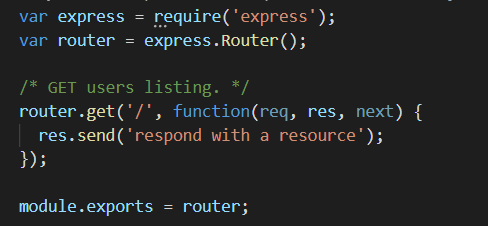 var express = require('express');
var router = express.Router();
/* GET users listing. */
router.get('/', function(req, res, next) {
res.send('respond with a resource');
});
module.exports = router;